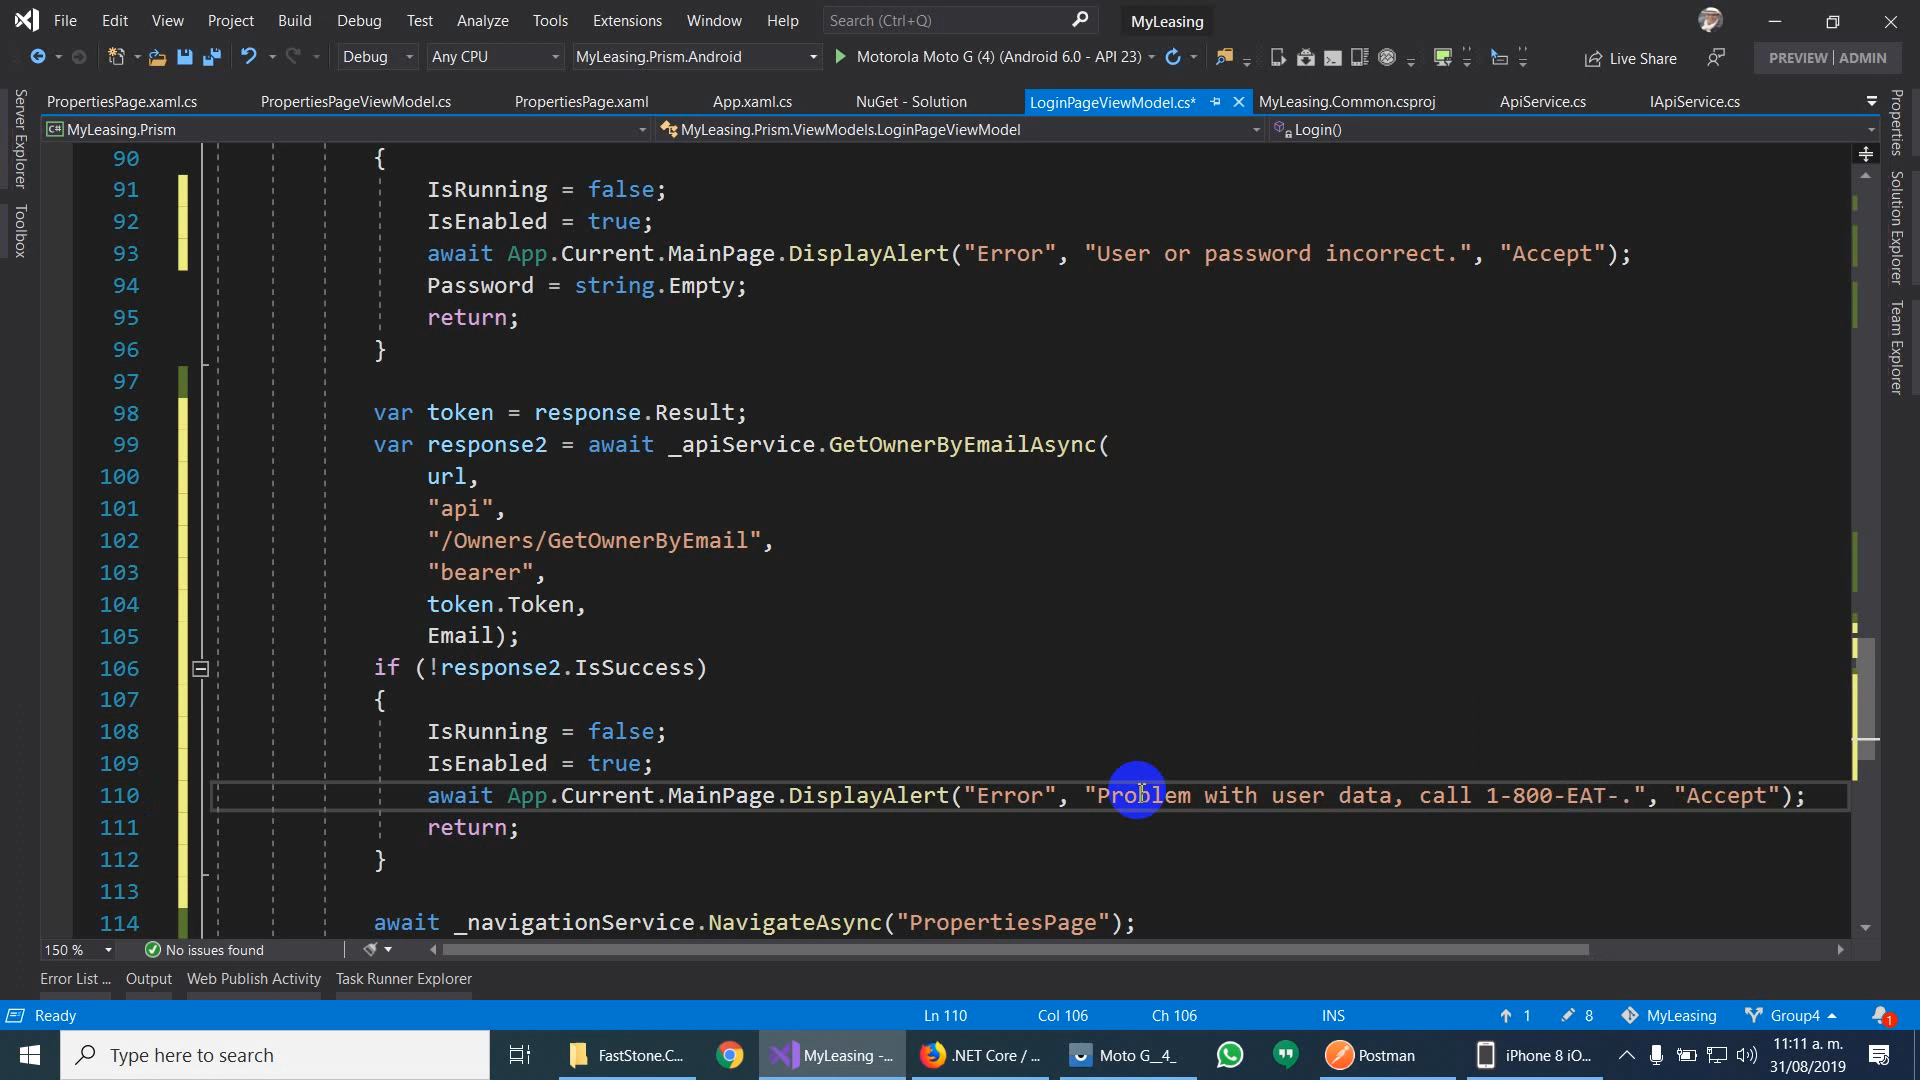 File Edit View Project Build Debug Test Analyze Tools Extensions Window Help Search (Ctrl+Q) MyLeasing
Debug Any CPU MyLeasing.Prism.Android Motorola Moto G (4) (Android 6.0 - API 23) Live Share PREVIEW | ADMIN
PropertiesPage.xaml.cs PropertiesPageViewModel.cs PropertiesPage.xaml App.xaml.cs NuGet - Solution LoginPageViewModel.cs* MyLeasing.Common.csproj ApiService.cs IApiService.cs
C# MyLeasing.Prism MyLeasing.Prism.ViewModels.LoginPageViewModel Login()
Server Explorer
Toolbox
Properties
Solution Explorer
Team Explorer
90 {
91 IsRunning = false;
92 IsEnabled = true;
93 await App.Current.MainPage.DisplayAlert("Error", "User or password incorrect.", "Accept");
94 Password = string.Empty;
95 return;
96 }
97
98 var token = response.Result;
99 var response2 = await _apiService.GetOwnerByEmailAsync(
100 url,
101 "api",
102 "/Owners/GetOwnerByEmail",
103 "bearer",
104 token.Token,
105 Email);
106 if (!response2.IsSuccess)
107 {
108 IsRunning = false;
109 IsEnabled = true;
110 await App.Current.MainPage.DisplayAlert("Error", "Problem with user data, call 1-800-EAT-.", "Accept");
111 return;
112 }
113
114 await _navigationService.NavigateAsync("PropertiesPage");
150 % No issues found
Error List ... Output Web Publish Activity Task Runner Explorer
Ready Ln 110 Col 106 Ch 106 INS 1 8 MyLeasing Group4 1
Type here to search FastStone.C... MyLeasing -... .NET Core / ... Moto G__4_ Postman iPhone 8 iO... 11:11 a. m.
31/08/2019